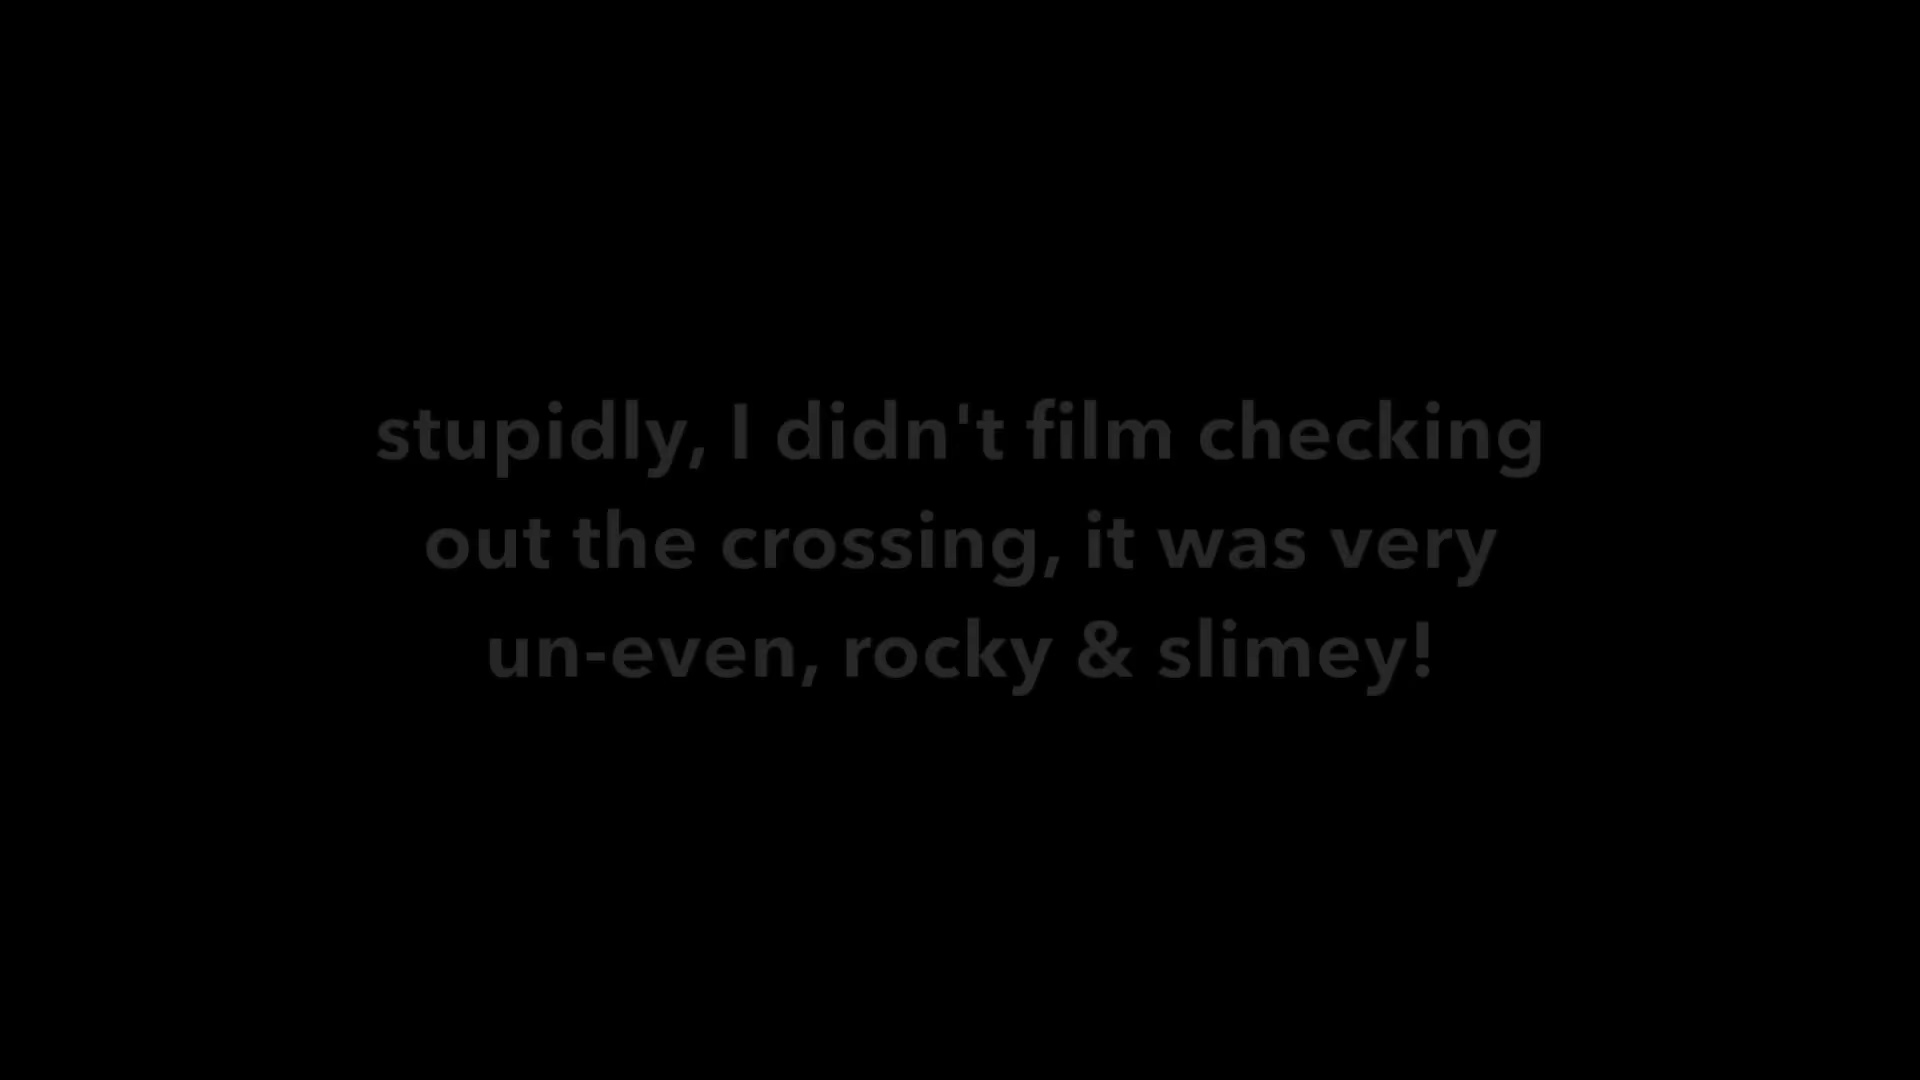 stupidly, I didn't film checking
out the crossing, it was very
un-even, rocky & slimey!